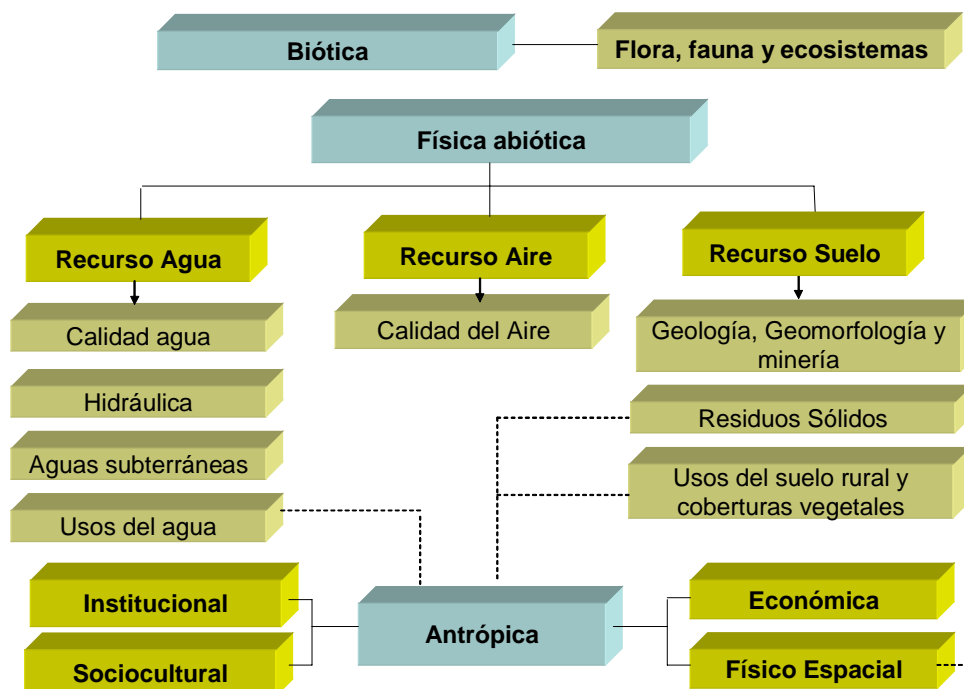 Biótica
Flora, fauna y ecosistemas
Física abiótica
Recurso Agua
Recurso Aire
Recurso Suelo
Calidad agua
Calidad del Aire
Geología, Geomorfología y
minería
Hidráulica
Residuos Sólidos
Aguas subterráneas
Usos del suelo rural y
coberturas vegetales
Usos del agua
Institucional
Antrópica
Económica
Sociocultural
Físico Espacial